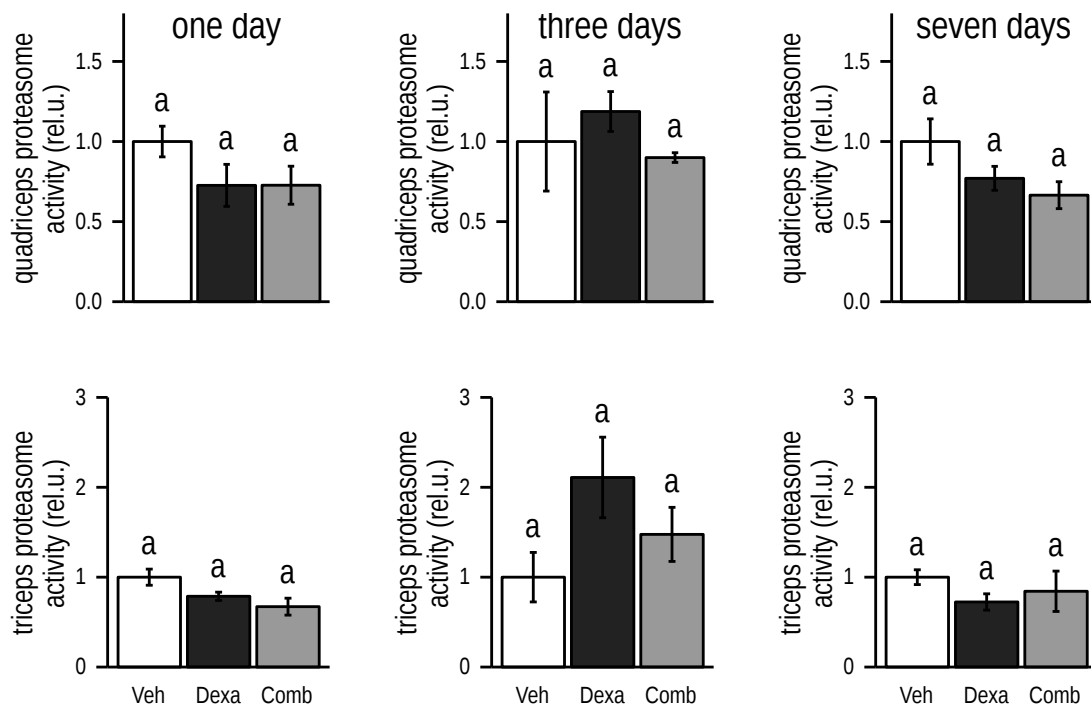 one day
three days
seven days
quadriceps proteasome
activity (rel.u.)
1.5
1.0
0.5
0.0
a
a
a
quadriceps proteasome
activity (rel.u.)
1.5
1.0
0.5
0.0
a
a
a
quadriceps proteasome
activity (rel.u.)
1.5
1.0
0.5
0.0
a
a
a
triceps proteasome
activity (rel.u.)
3
2
1
0
a
a
a
Veh Dexa Comb
triceps proteasome
activity (rel.u.)
3
2
1
0
a
a
a
Veh Dexa Comb
triceps proteasome
activity (rel.u.)
3
2
1
0
a
a
a
Veh Dexa Comb